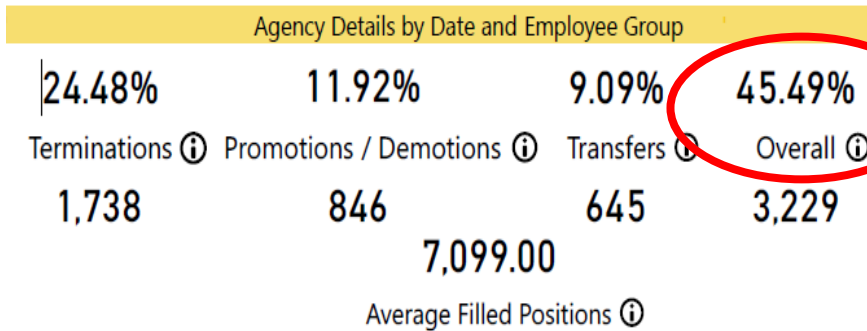 Agency Details by Date and Employee Group
24.48% 11.92% 9.09% 45.49%
Terminations Promotions / Demotions Transfers Overall
1,738 846 645 3,229
7,099.00
Average Filled Positions